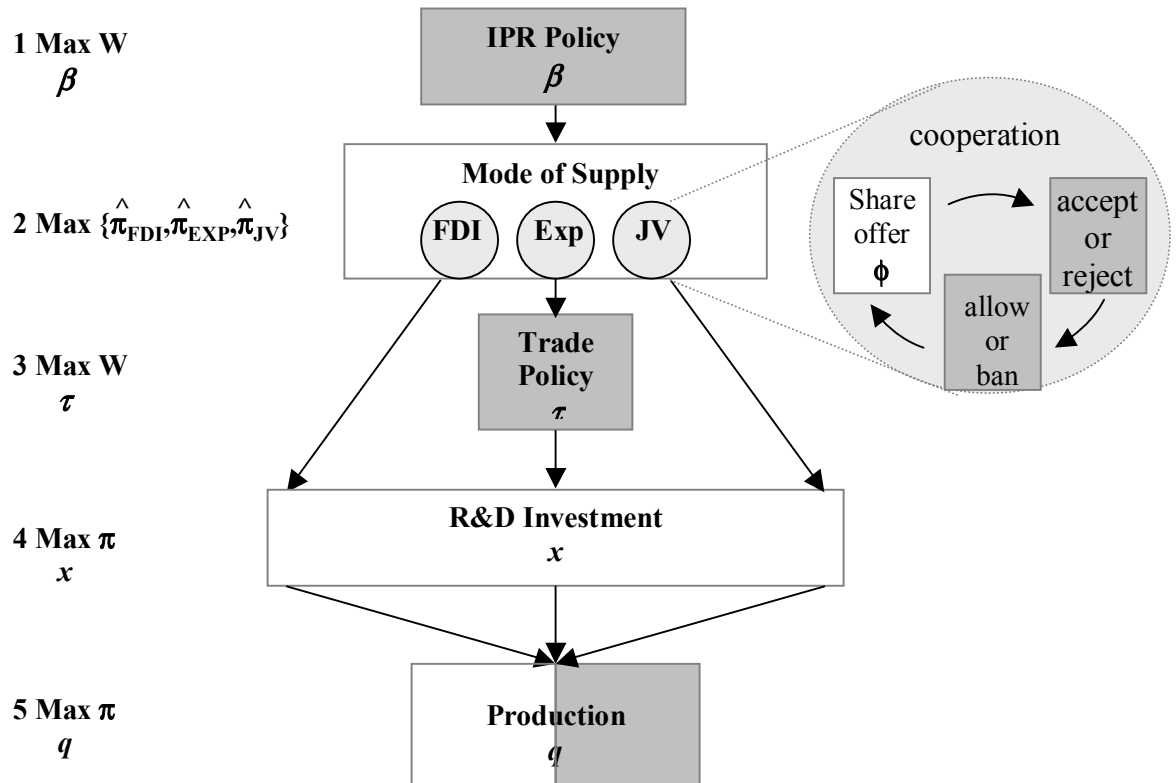 1 Max W
β
IPR Policy
β
Mode of Supply
2 Max {π̂FDI,π̂EXP,π̂JV}
FDI
Exp
JV
cooperation
Share
offer
ϕ
accept
or
reject
allow
or
ban
3 Max W
τ
Trade
Policy
τ
4 Max π
x
R&D Investment
x
5 Max π
q
Production
q